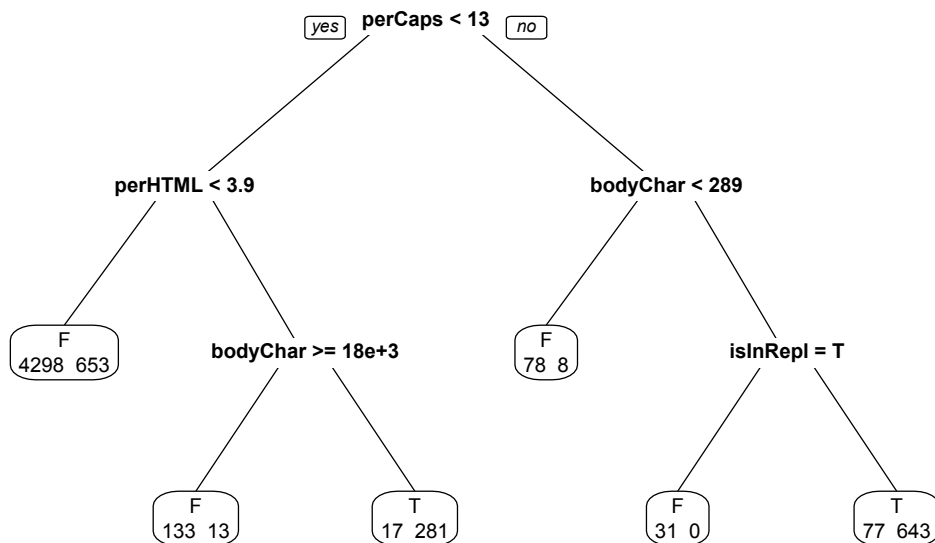 yes perCaps < 13 no
perHTML < 3.9 bodyChar < 289
F
4298 653
bodyChar >= 18e+3
F
78 8
isInRepl = T
F
133 13
T
17 281
F
31 0
T
77 643